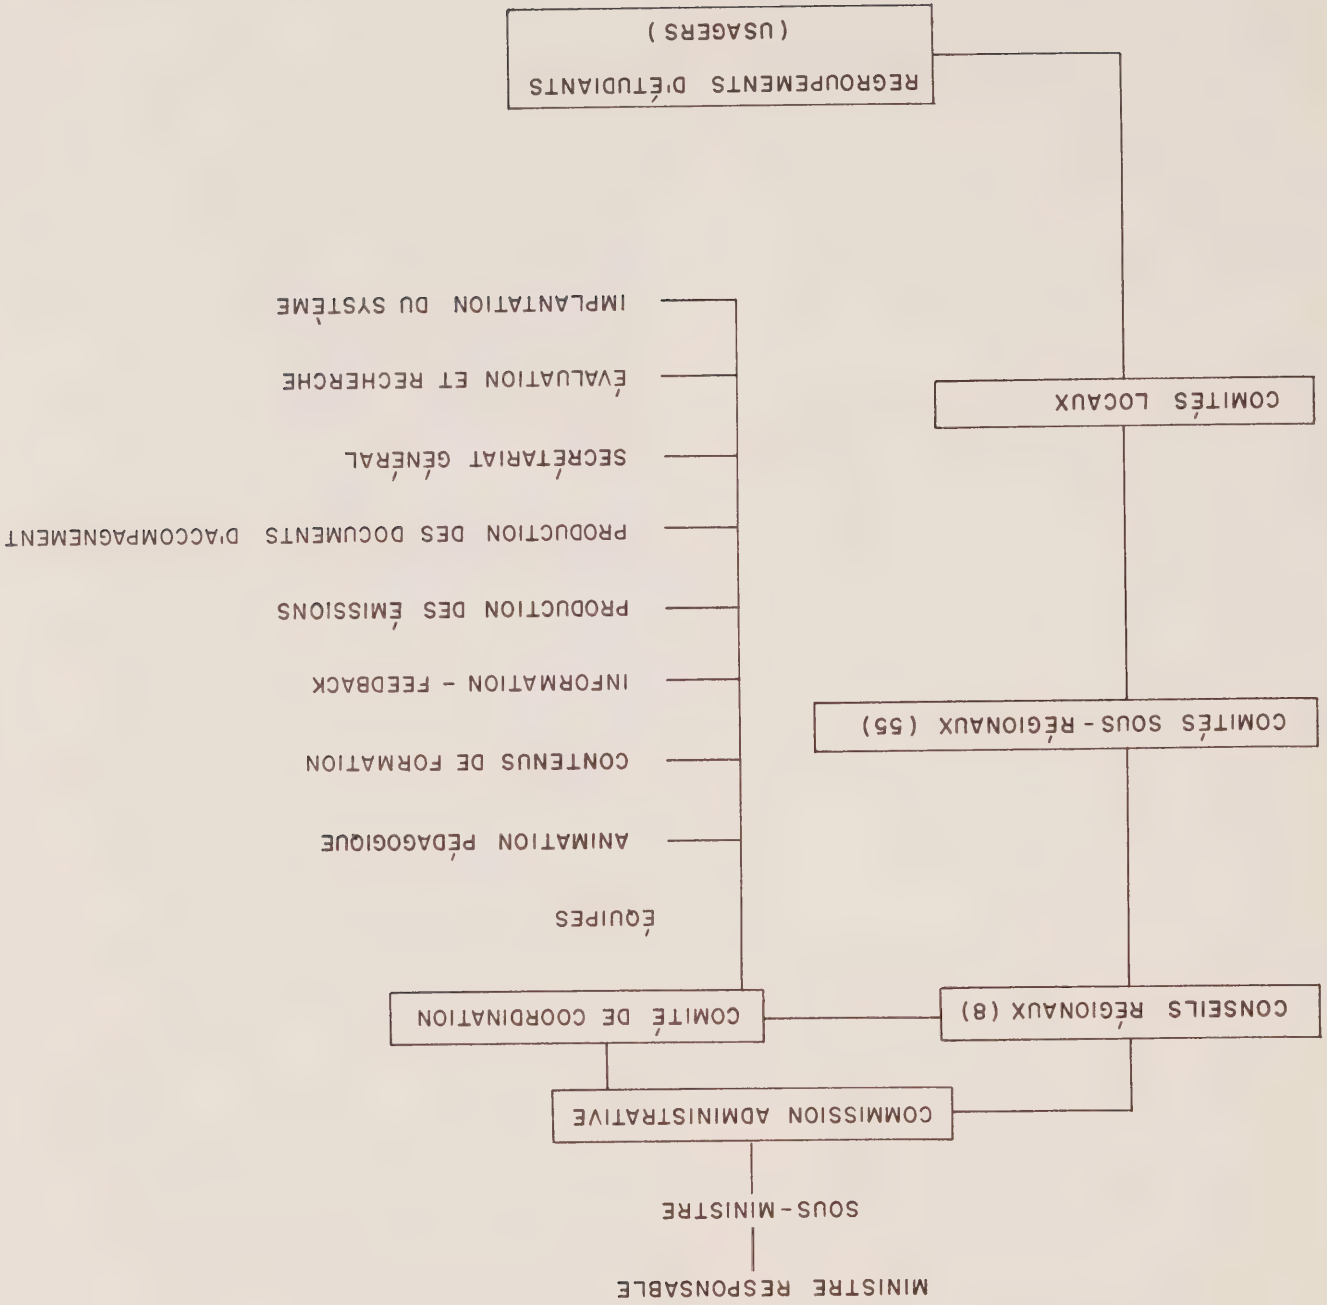 MINISTRE RESPONSABLE
SOUS-MINISTRE
COMMISSION ADMINISTRATIVE
CONSEILS RÉGIONAUX (8)
COMITÉ DE COORDINATION
ÉQUIPES
ANIMATION PÉDAGOGIQUE
CONTENUS DE FORMATION
COMITÉS SOUS-RÉGIONAUX (55)
INFORMATION - FEEDBACK
PRODUCTION DES ÉMISSIONS
PRODUCTION DES DOCUMENTS D'ACCOMPAGNEMENT
SECRÉTARIAT GÉNÉRAL
COMITÉS LOCAUX
ÉVALUATION ET RECHERCHE
IMPLANTATION DU SYSTÈME
REGROUPEMENTS D'ÉTUDIANTS
(USAGERS)